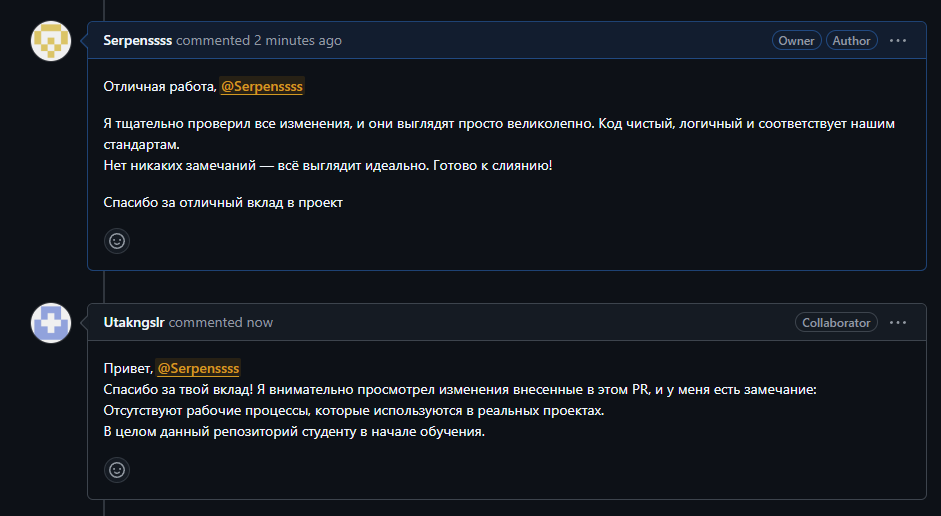 Serpenssss commented 2 minutes ago Owner Author
Отличная работа, @Serpenssss
Я тщательно проверил все изменения, и они выглядят просто великолепно. Код чистый, логичный и соответствует нашим
стандартам.
Нет никаких замечаний — всё выглядит идеально. Готово к слиянию!
Спасибо за отличный вклад в проект
Utakngslr commented now Collaborator
Привет, @Serpenssss
Спасибо за твой вклад! Я внимательно просмотрел изменения внесенные в этом PR, и у меня есть замечание:
Отсутствуют рабочие процессы, которые используются в реальных проектах.
В целом данный репозиторий студенту в начале обучения.